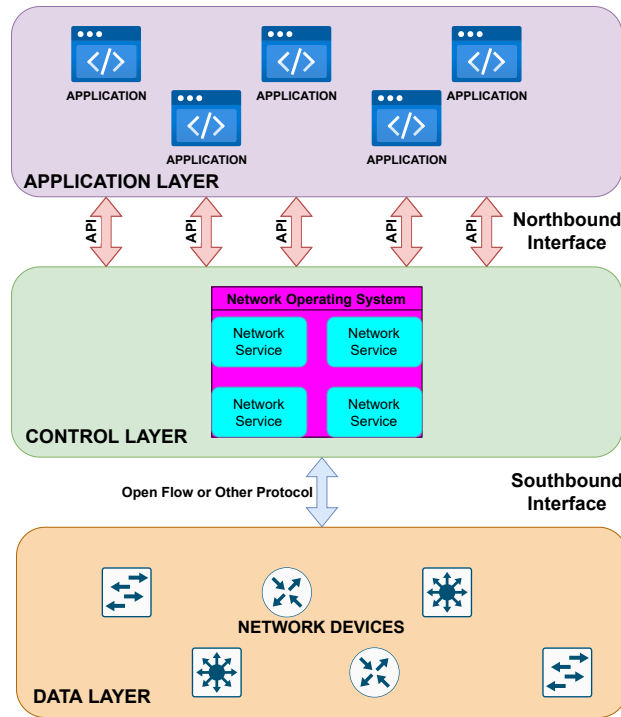 APPLICATION
APPLICATION
APPLICATION
APPLICATION
APPLICATION
APPLICATION LAYER
API
API
API
API
API
Northbound
Interface
Network Operating System
Network
Service
Network
Service
Network
Service
Network
Service
CONTROL LAYER
Open Flow or Other Protocol
Southbound
Interface
NETWORK DEVICES
DATA LAYER